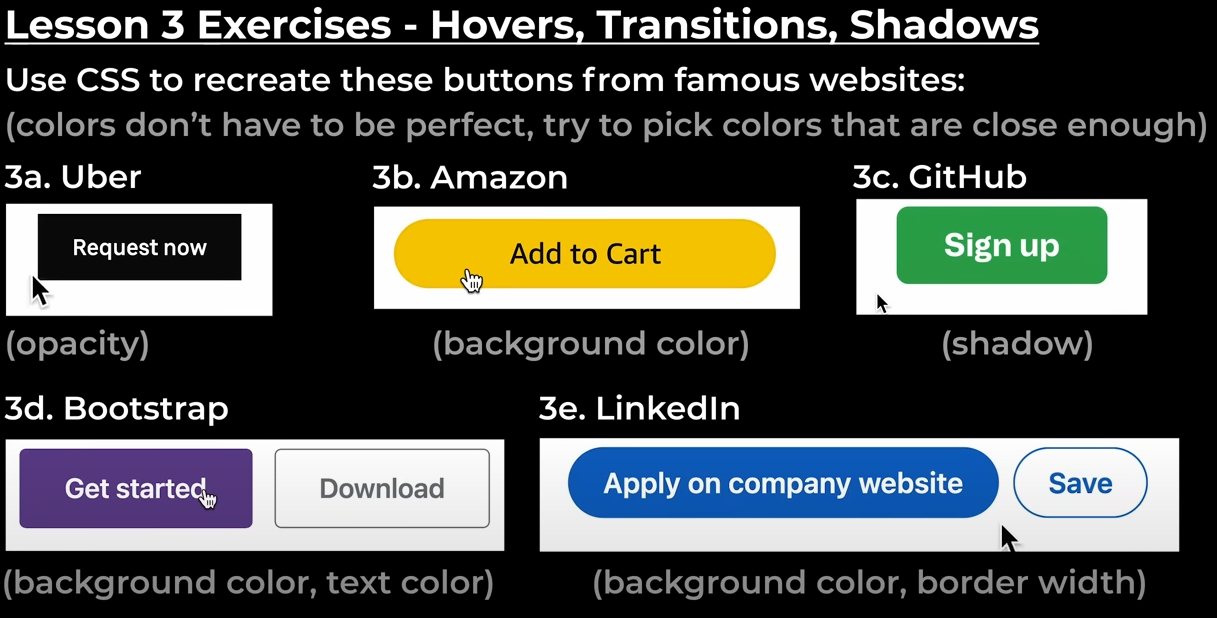 Lesson 3 Exercises - Hovers, Transitions, Shadows
Use CSS to recreate these buttons from famous websites:
(colors don't have to be perfect, try to pick colors that are close enough)
3a. Uber
Request now
(opacity)
3b. Amazon
Add to Cart
(background color)
3c. GitHub
Sign up
(shadow)
3d. Bootstrap
Get started
Download
(background color, text color)
3e. LinkedIn
Apply on company website
Save
(background color, border width)